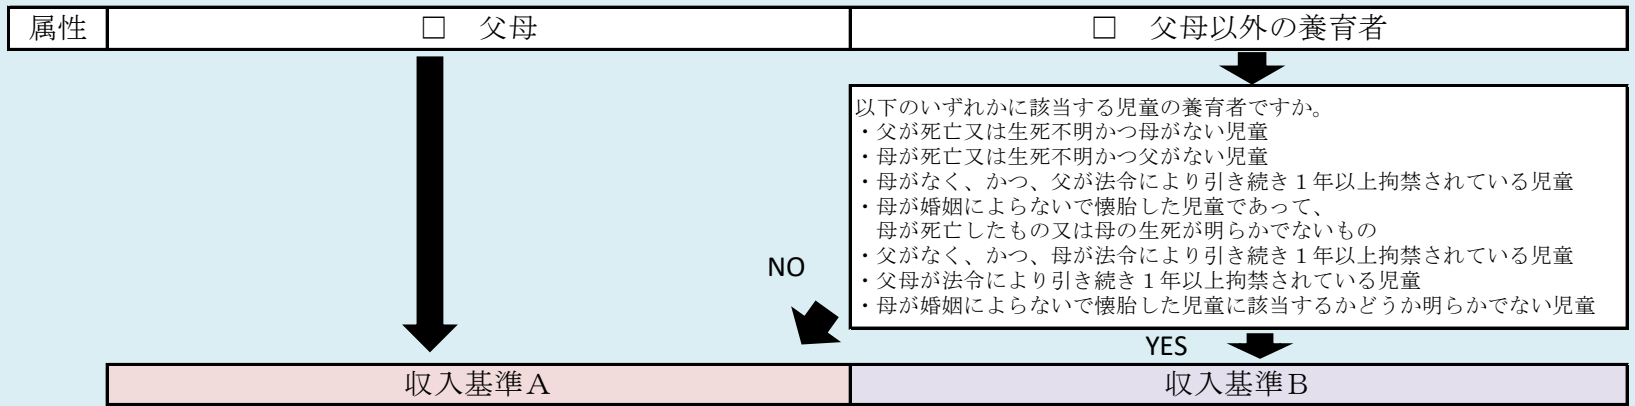 属性
□ 父母
□ 父母以外の養育者
以下のいずれかに該当する児童の養育者ですか。
・父が死亡又は生死不明かつ母がない児童
・母が死亡又は生死不明かつ父がない児童
・母がなく、かつ、父が法令により引き続き１年以上拘禁されている児童
・母が婚姻によらないで懐胎した児童であって、
母が死亡したもの又は母の生死が明らかでないもの
・父がなく、かつ、母が法令により引き続き１年以上拘禁されている児童
・父母が法令により引き続き１年以上拘禁されている児童
・母が婚姻によらないで懐胎した児童に該当するかどうか明らかでない児童
NO
YES
収入基準Ａ
収入基準Ｂ